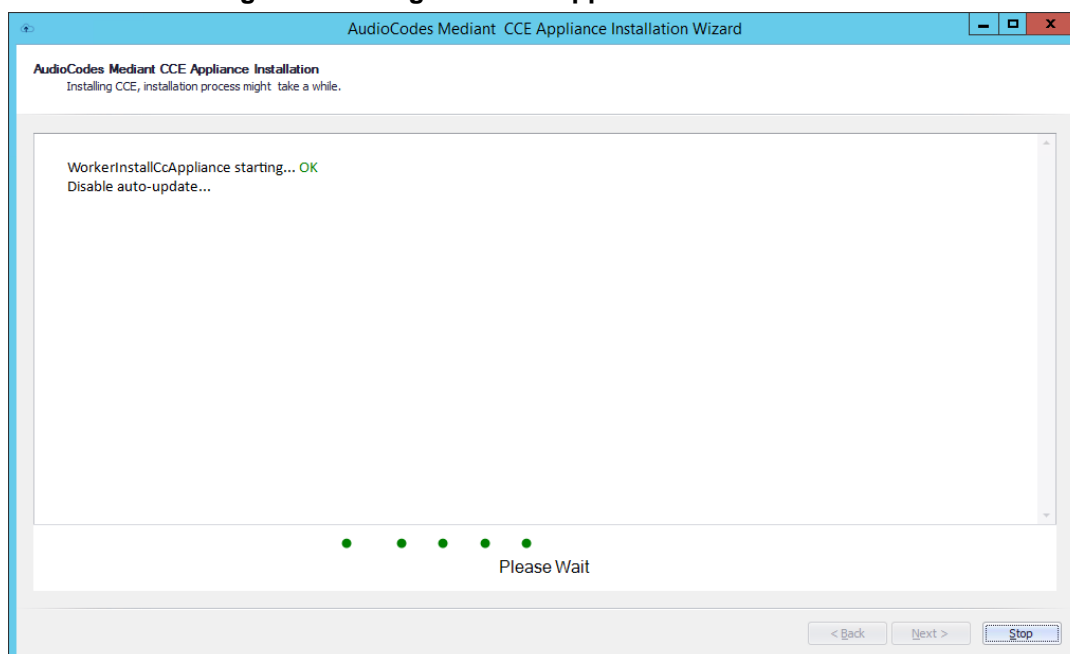 AudioCodes Mediant CCE Appliance Installation Wizard
AudioCodes Mediant CCE Appliance Installation
Installing CCE, installation process might take a while.
WorkerInstallCcAppliance starting... OK
Disable auto-update...
Please Wait
< Back
Next >
Stop